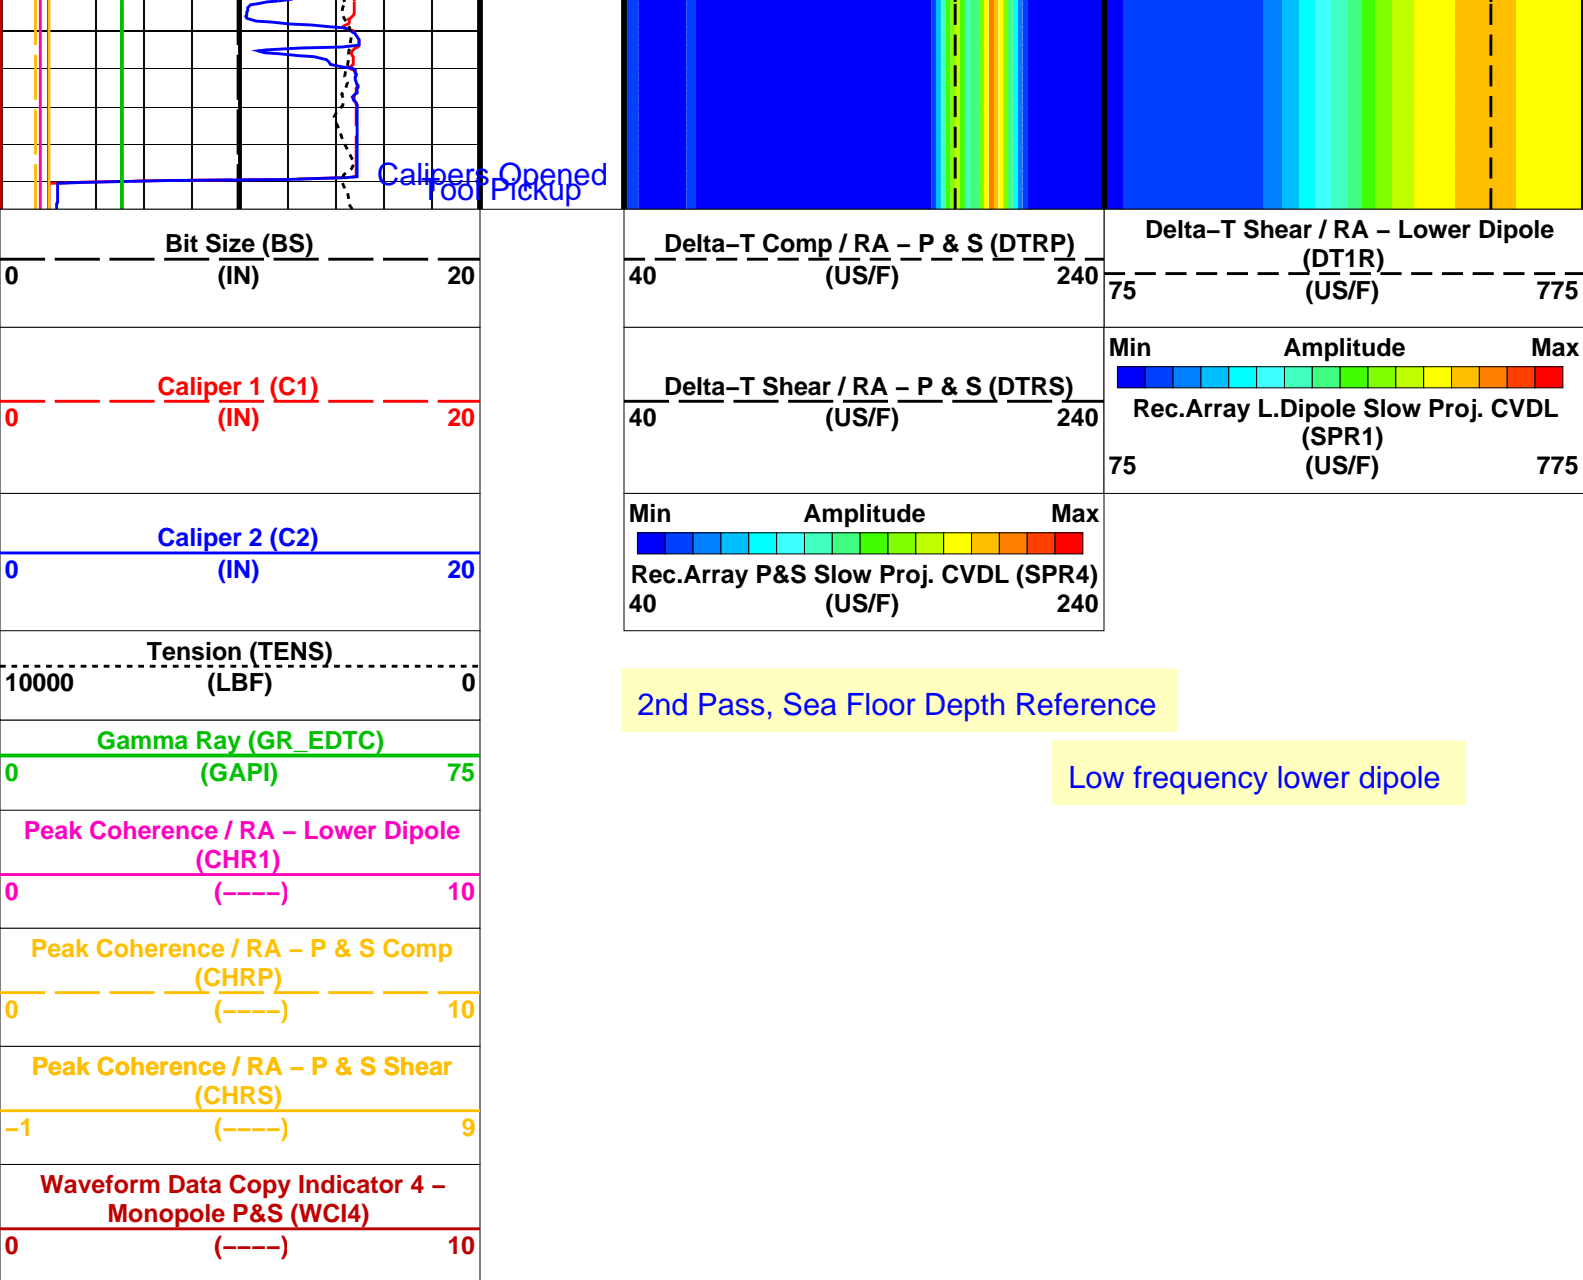 Calipers Opened
Tool Pickup
Bit Size (BS)
0 (IN) 20
Caliper 1 (C1)
0 (IN) 20
Caliper 2 (C2)
0 (IN) 20
Tension (TENS)
10000 (LBF) 0
Gamma Ray (GR_EDTC)
0 (GAPI) 75
Peak Coherence / RA – Lower Dipole
(CHR1)
0 (––––) 10
Peak Coherence / RA – P & S Comp
(CHRP)
0 (––––) 10
Peak Coherence / RA – P & S Shear
(CHRS)
–1 (––––) 9
Waveform Data Copy Indicator 4 –
Monopole P&S (WCI4)
0 (––––) 10
Delta–T Comp / RA – P & S (DTRP)
40 (US/F) 240
Delta–T Shear / RA – P & S (DTRS)
40 (US/F) 240
Min Amplitude Max
Rec.Array P&S Slow Proj. CVDL (SPR4)
40 (US/F) 240
Delta–T Shear / RA – Lower Dipole
(DT1R)
75 (US/F) 775
Min Amplitude Max
Rec.Array L.Dipole Slow Proj. CVDL
(SPR1)
75 (US/F) 775
2nd Pass, Sea Floor Depth Reference
Low frequency lower dipole